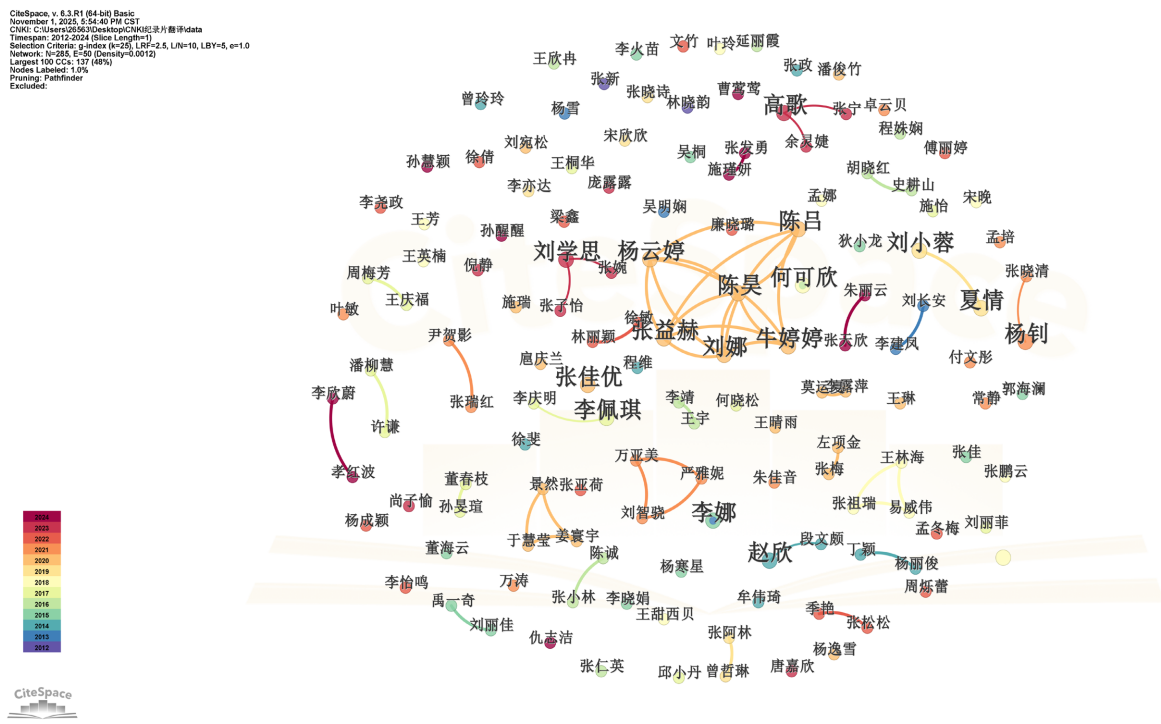 CiteSpace, v. 6.3.R1 (64-bit) Basic
November 1, 2025, 5:54:40 PM CST
CNKI: C:\Users\26563\Desktop\CNKI纪录片翻译\data
Timespan: 2012-2024 (Slice Length=1)
Selection Criteria: g-index (k=25), LRF=2.5, L/N=10, LBY=5, e=1.0
Network: N=285, E=50 (Density=0.0012)
Largest 100 CCs: 137 (48%)
Nodes Labeled: 1.0%
Pruning: Pathfinder
Excluded:
文竹
叶玲
延丽霞
李火苗
王欣冉
张政
潘俊竹
张新
张晓诗
曹莺莺
林晓韵
曾玲玲
杨雪
高歌
张宁
卓云贝
程姝娴
刘宛松
宋欣欣
余灵婕
傅丽婷
孙慧颖
徐倩
王桐华
吴桐
张发勇
施瑾妍
胡晓红
史耕山
李亦达
庞露露
孟娜
施怡
宋晚
李尧政
王芳
梁鑫
吴明娴
廉晓璐
陈吕
孙醒醒
刘学思
杨云婷
狄小龙
刘小蓉
孟培
王英楠
倪静
张婉
周梅芳
陈昊
何可欣
张晓清
朱丽云
刘长安
夏情
王庆福
叶敏
施瑞
张子怡
徐敏
张益赫
林丽颖
刘娜
牛婷婷
张天欣
李建凤
杨钊
尹贺影
扈庆兰
程维
付文彤
潘柳慧
张佳优
李欣蔚
张瑞红
李庆明
李佩琪
李靖
何晓松
王宇
莫运夏
李露萍
王琳
常静
郭海澜
许谦
徐斐
王晴雨
左项金
万亚美
王林海
张佳
张鹏云
孝红波
董春枝
景然
张亚荷
严雅妮
朱佳音
张梅
尚子愉
孙旻瑄
刘智骁
李娜
张祖瑞
易威伟
杨成颖
于慧莹
姜寰宇
孟冬梅
刘丽菲
董海云
陈诚
赵欣
段文颇
丁颖
杨丽俊
杨寒星
李怡鸣
万涛
周烁蕾
禹一奇
张小林
李晓娟
牟伟琦
王甜西贝
季艳
张松松
刘丽佳
仇志洁
张阿林
杨逸雪
张仁英
邱小丹
曾哲琳
唐嘉欣
2024
2023
2022
2021
2020
2019
2018
2017
2016
2015
2014
2013
2012
CiteSpace